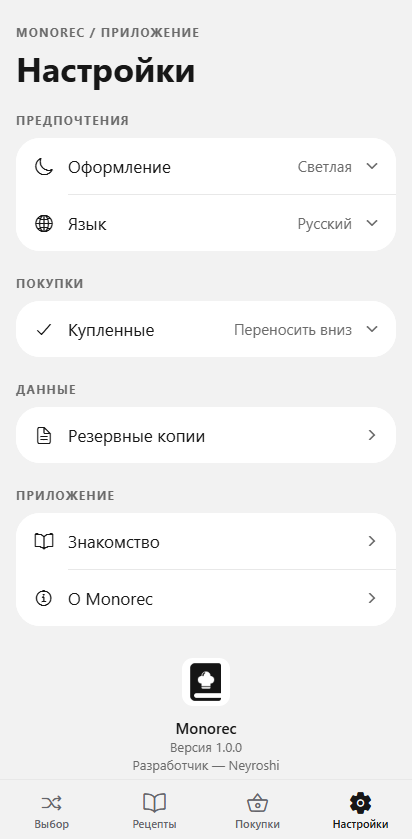 MONOREC / ПРИЛОЖЕНИЕ
Настройки
ПРЕДПОЧТЕНИЯ
Оформление Светлая
Язык Русский
ПОКУПКИ
Купленные Переносить вниз
ДАННЫЕ
Резервные копии
ПРИЛОЖЕНИЕ
Знакомство
О Monorec
Monorec
Версия 1.0.0
Разработчик — Neyroshi
Выбор Рецепты Покупки Настройки